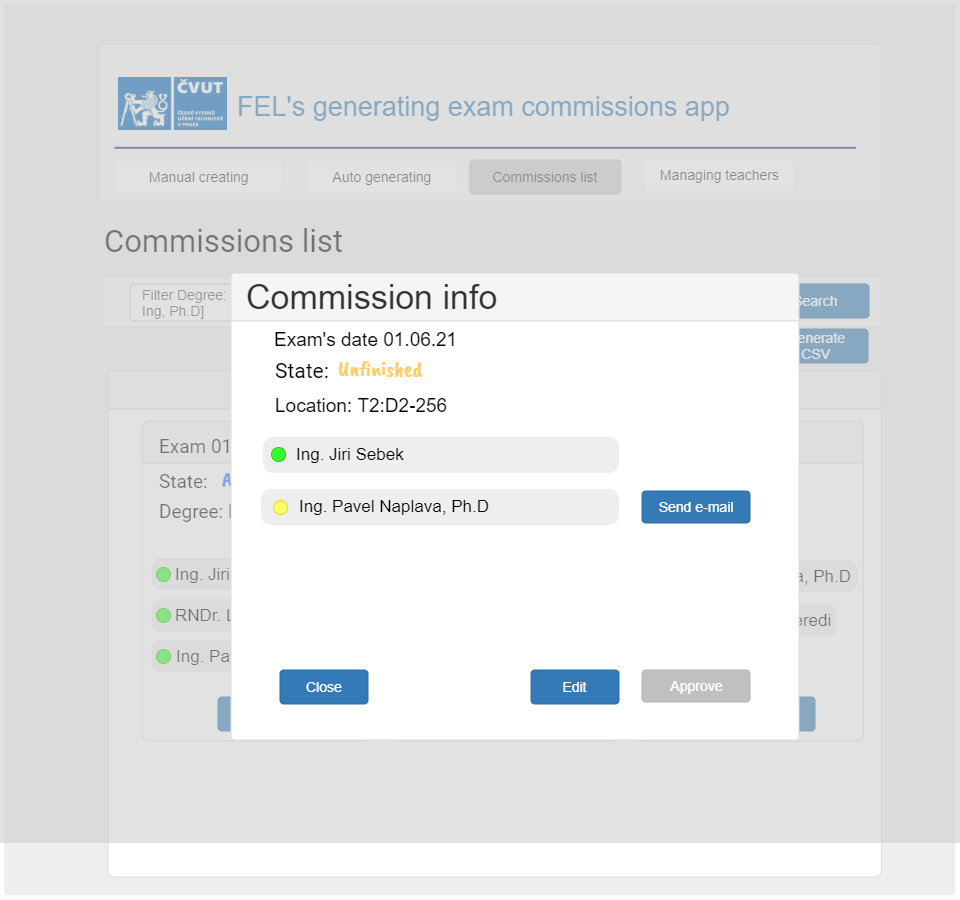 ČVUT
ČESKÉ VYSOKÉ
UČENÍ TECHNICKÉ
V PRAZE
FEL's generating exam commissions app
Manual creating
Auto generating
Commissions list
Managing teachers
Commissions list
Filter Degree:
Ing, Ph.D]
Search
Generate
CSV
Commission info
Exam's date 01.06.21
State: Unfinished
Location: T2:D2-256
Ing. Jiri Sebek
Ing. Pavel Naplava, Ph.D
Send e-mail
Close
Edit
Approve
Exam 01
State:
Degree:
Ing. Jiri
RNDr.
Ing. Pa
a, Ph.D
eredi